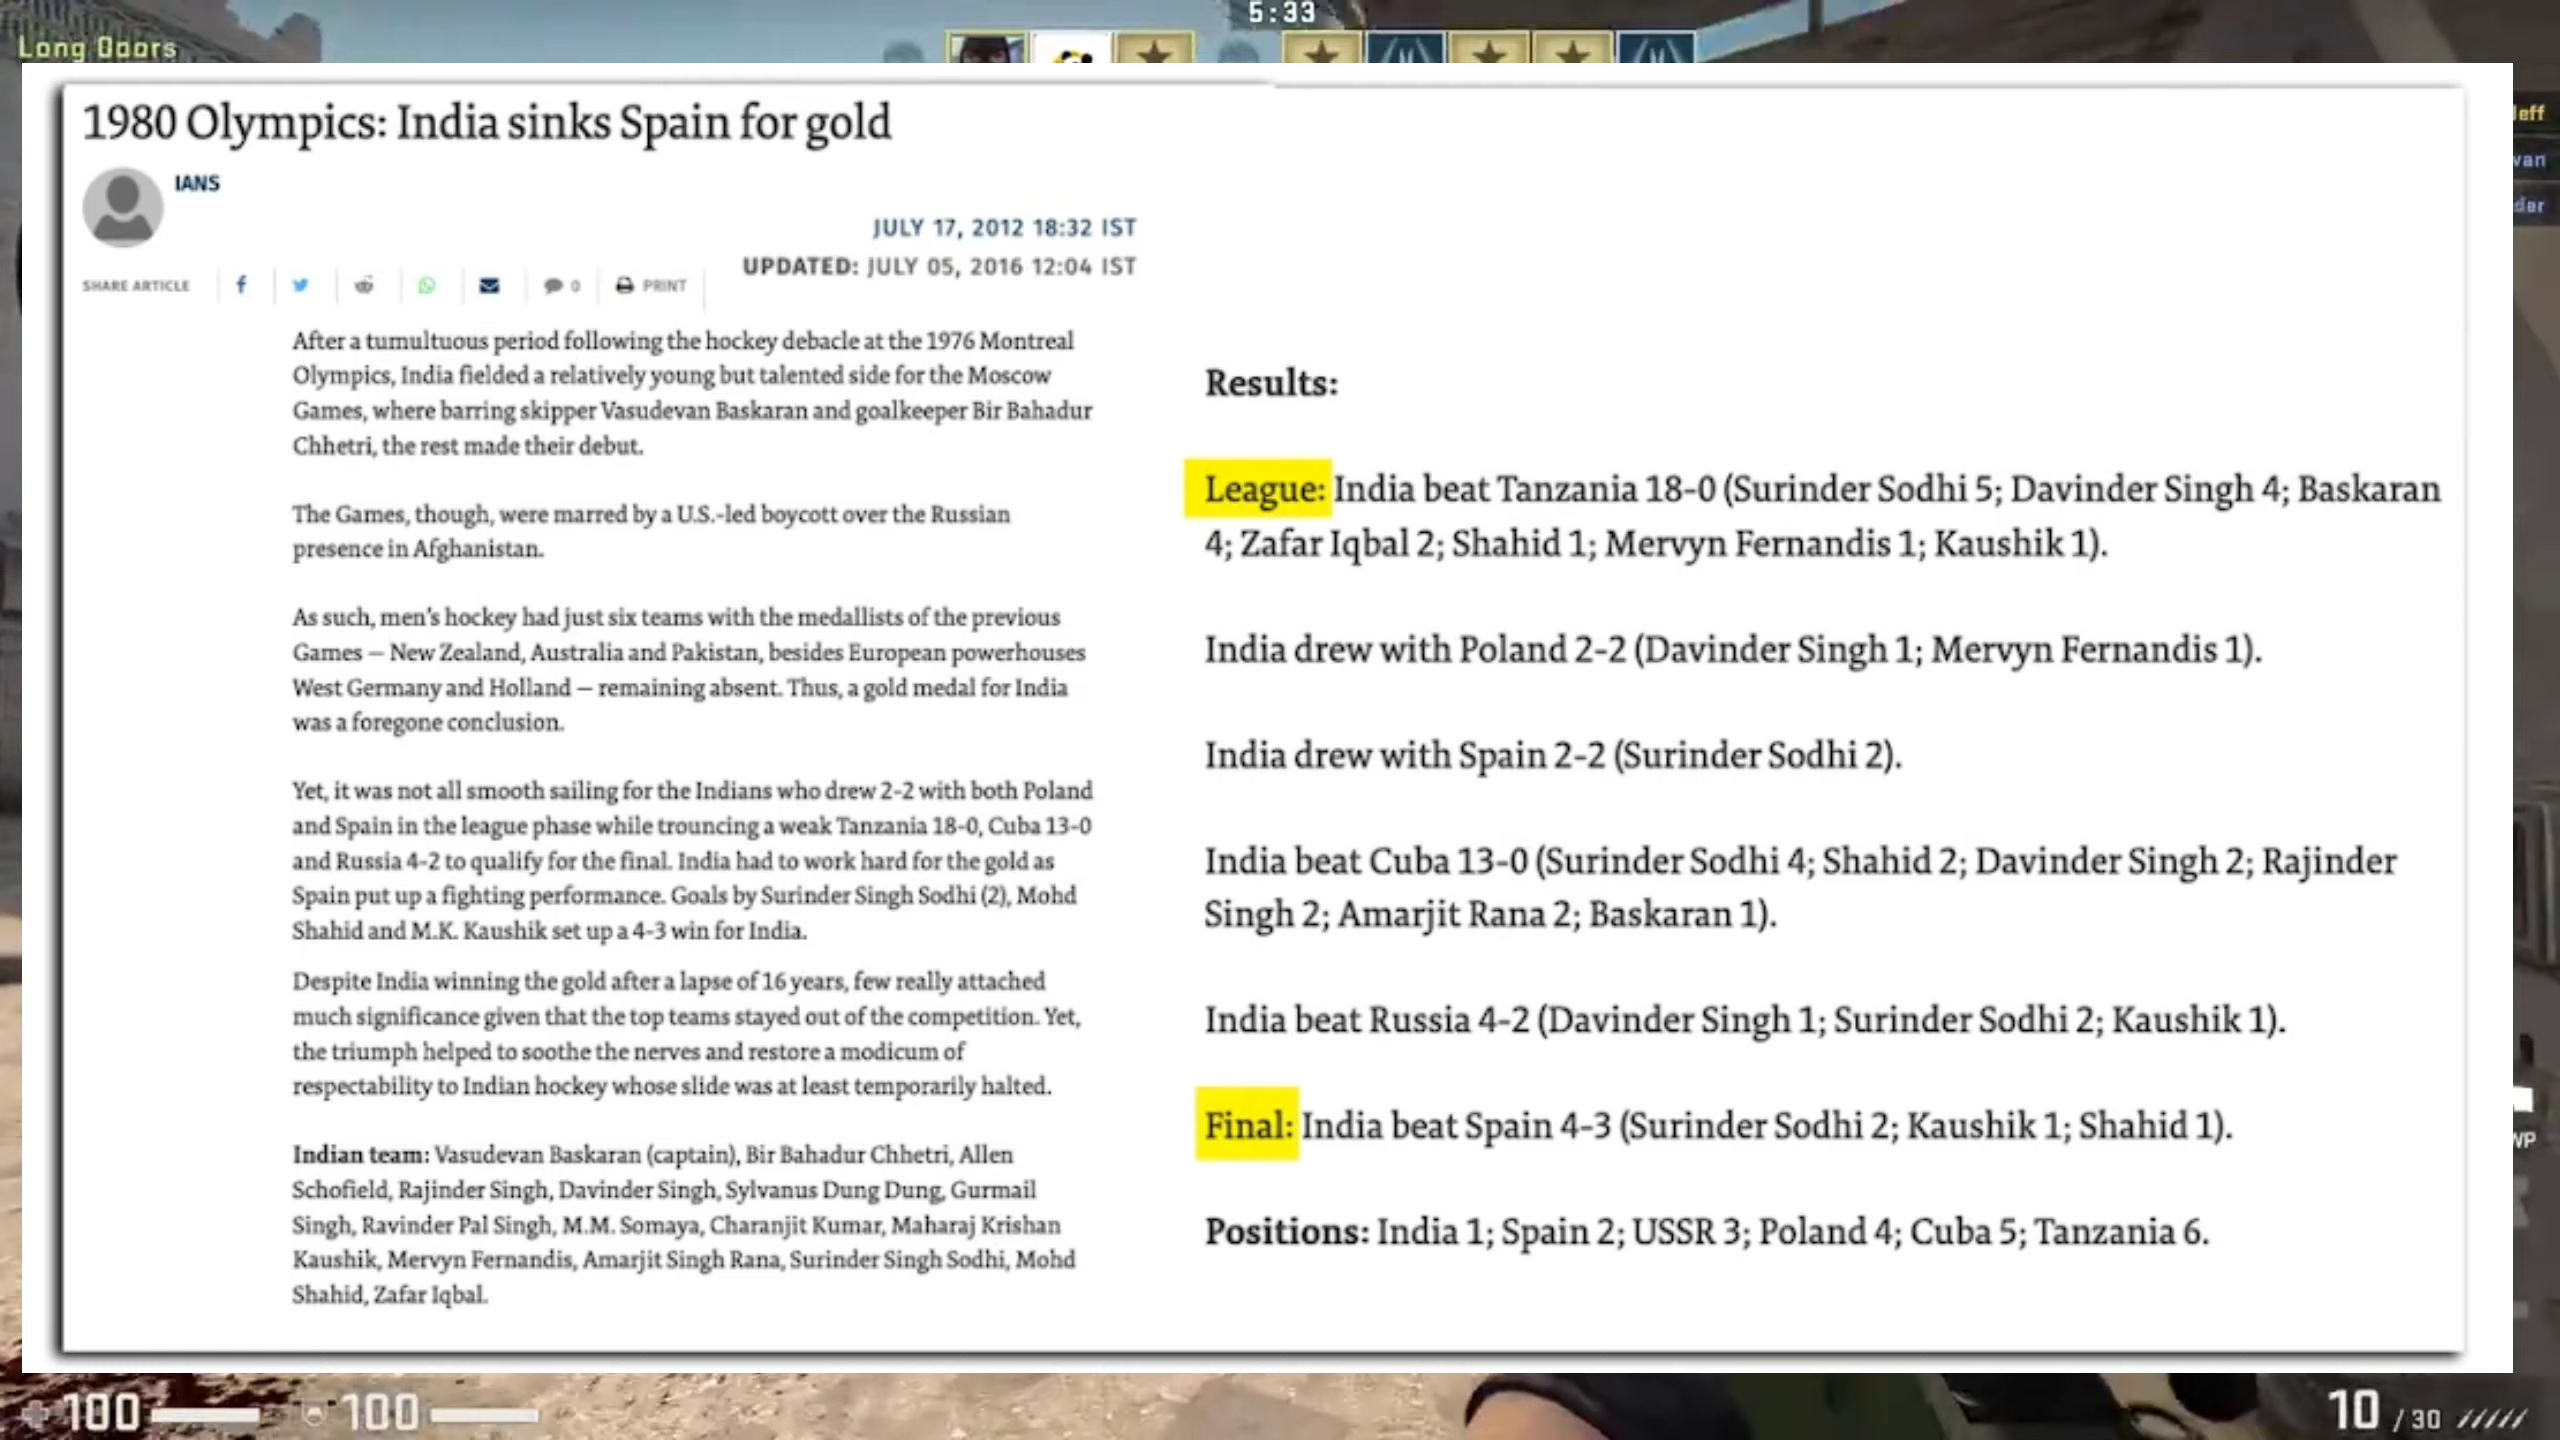 5:33
Long Doors
1980 Olympics: India sinks Spain for gold
IANS
JULY 17, 2012 18:32 IST
UPDATED: JULY 05, 2016 12:04 IST
SHARE ARTICLE
0
PRINT
After a tumultuous period following the hockey debacle at the 1976 Montreal
Olympics, India fielded a relatively young but talented side for the Moscow
Games, where barring skipper Vasudevan Baskaran and goalkeeper Bir Bahadur
Chhetri, the rest made their debut.
The Games, though, were marred by a U.S.-led boycott over the Russian
presence in Afghanistan.
As such, men's hockey had just six teams with the medallists of the previous
Games — New Zealand, Australia and Pakistan, besides European powerhouses
West Germany and Holland — remaining absent. Thus, a gold medal for India
was a foregone conclusion.
Yet, it was not all smooth sailing for the Indians who drew 2-2 with both Poland
and Spain in the league phase while trouncing a weak Tanzania 18-0, Cuba 13-0
and Russia 4-2 to qualify for the final. India had to work hard for the gold as
Spain put up a fighting performance. Goals by Surinder Singh Sodhi (2), Mohd
Shahid and M.K. Kaushik set up a 4-3 win for India.
Despite India winning the gold after a lapse of 16 years, few really attached
much significance given that the top teams stayed out of the competition. Yet,
the triumph helped to soothe the nerves and restore a modicum of
respectability to Indian hockey whose slide was at least temporarily halted.
Indian team: Vasudevan Baskaran (captain), Bir Bahadur Chhetri, Allen
Schofield, Rajinder Singh, Davinder Singh, Sylvanus Dung Dung, Gurmail
Singh, Ravinder Pal Singh, M.M. Somaya, Charanjit Kumar, Maharaj Krishan
Kaushik, Mervyn Fernandis, Amarjit Singh Rana, Surinder Singh Sodhi, Mohd
Shahid, Zafar Iqbal.
Results:
League: India beat Tanzania 18-0 (Surinder Sodhi 5; Davinder Singh 4; Baskaran
4; Zafar Iqbal 2; Shahid 1; Mervyn Fernandis 1; Kaushik 1).
India drew with Poland 2-2 (Davinder Singh 1; Mervyn Fernandis 1).
India drew with Spain 2-2 (Surinder Sodhi 2).
India beat Cuba 13-0 (Surinder Sodhi 4; Shahid 2; Davinder Singh 2; Rajinder
Singh 2; Amarjit Rana 2; Baskaran 1).
India beat Russia 4-2 (Davinder Singh 1; Surinder Sodhi 2; Kaushik 1).
Final: India beat Spain 4-3 (Surinder Sodhi 2; Kaushik 1; Shahid 1).
Positions: India 1; Spain 2; USSR 3; Poland 4; Cuba 5; Tanzania 6.
100
100
10 / 30